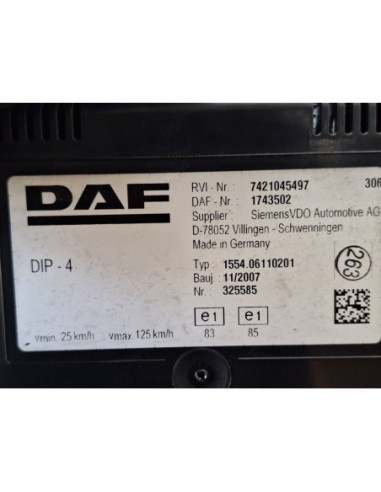 DAF
RVI - Nr. : 7421045497 306
DAF - Nr : 1743502
Supplier : SiemensVDO Automotive AG
D-78052 Villingen - Schwenningen
Made in Germany
DIP - 4
Typ : 1554.06110201
Bauj : 11/2007
Nr. : 325585
263
e1 e1
vmin. 25 km/h vmax. 125 km/h 83 85